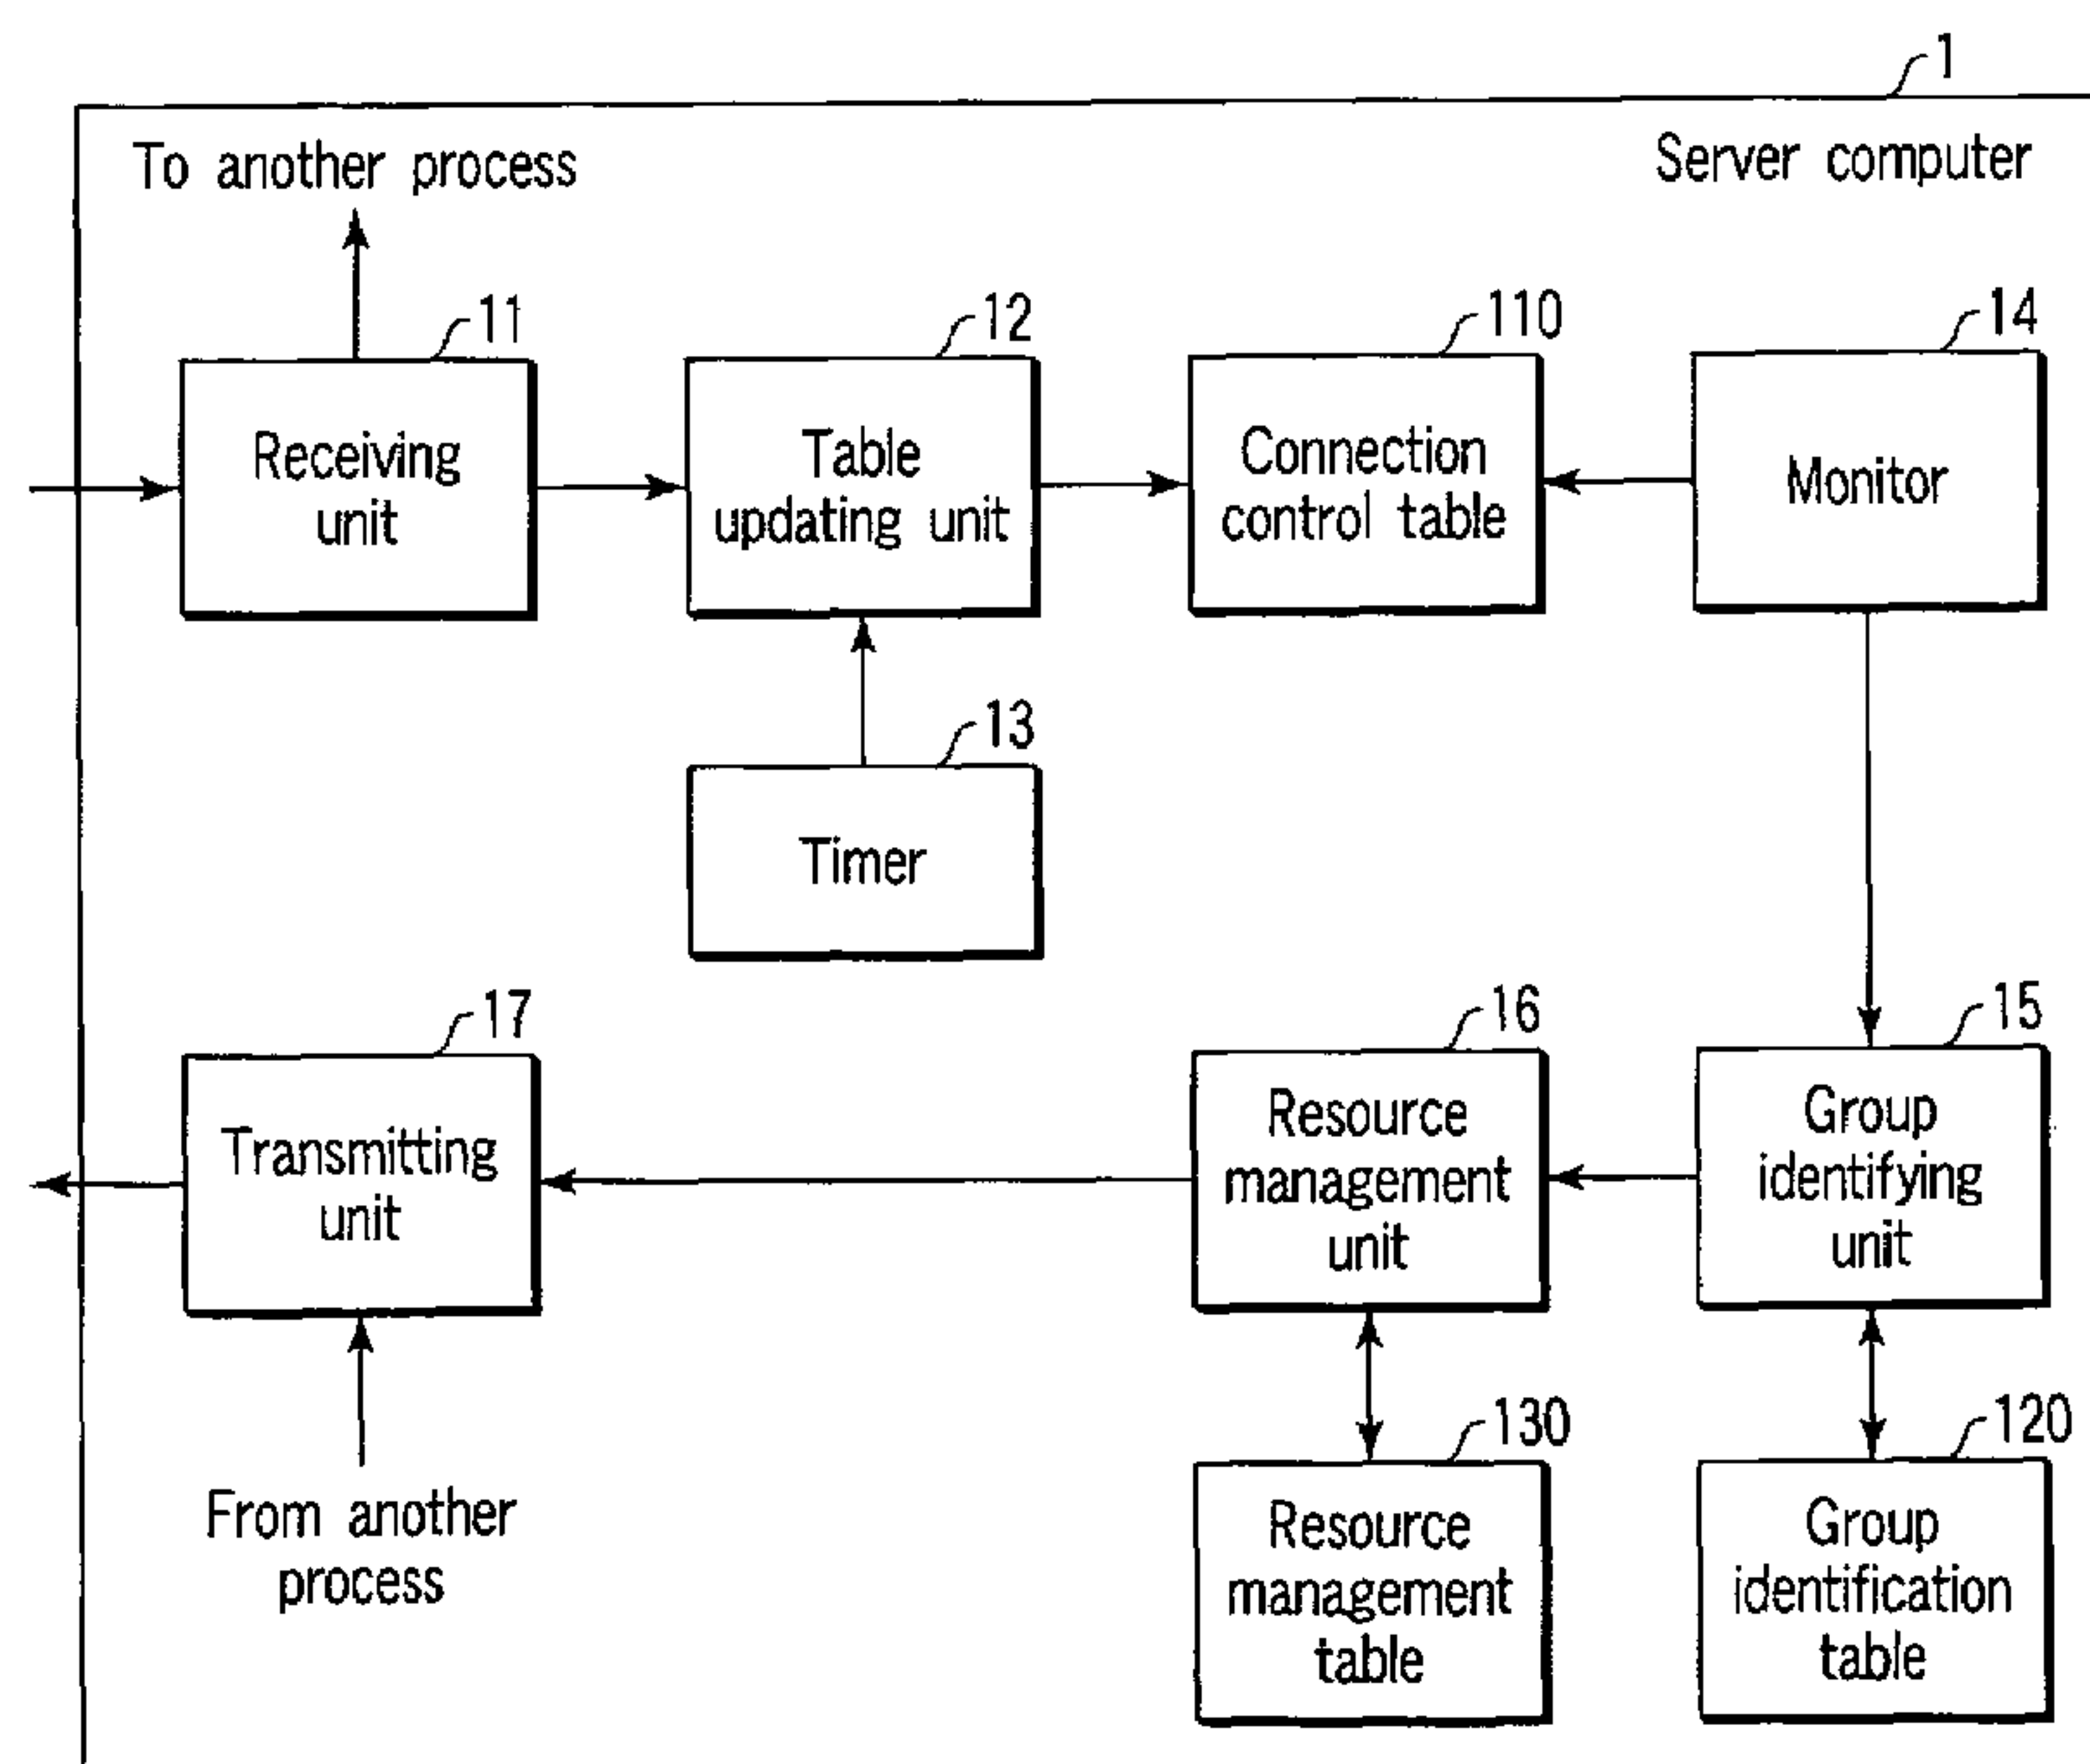 1
To another process
Server computer
11
12
110
14
Receiving
unit
Table
updating unit
Connection
control table
Monitor
13
Timer
17
16
15
Transmitting
unit
Resource
management
unit
Group
identifying
unit
130
120
From another
process
Resource
management
table
Group
identification
table